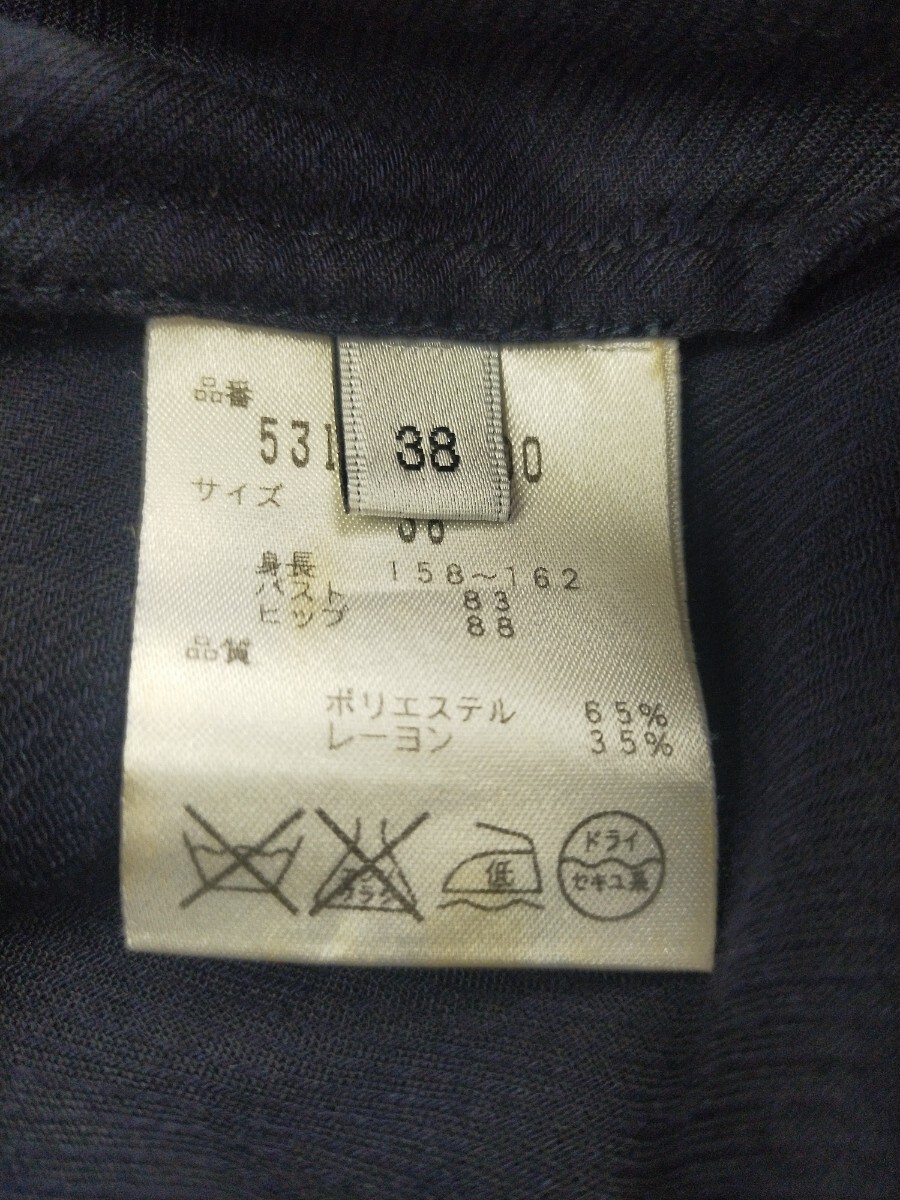 品番
38
サイズ
身長 158～162
バスト 83
ヒップ 88
品質
ポリエステル 65%
レーヨン 35%
低
ドライ
セキユ系